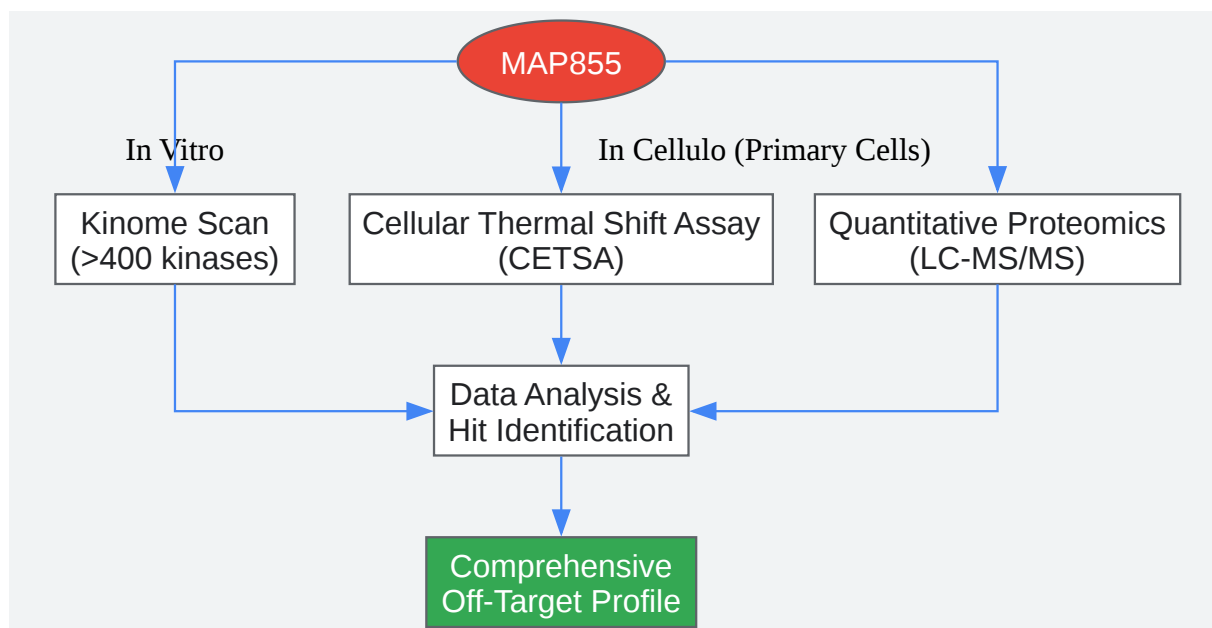 MAP855
In Vitro
In Cellulo (Primary Cells)
Kinome Scan
(>400 kinases)
Cellular Thermal Shift Assay
(CETSA)
Quantitative Proteomics
(LC-MS/MS)
Data Analysis &
Hit Identification
Comprehensive
Off-Target Profile